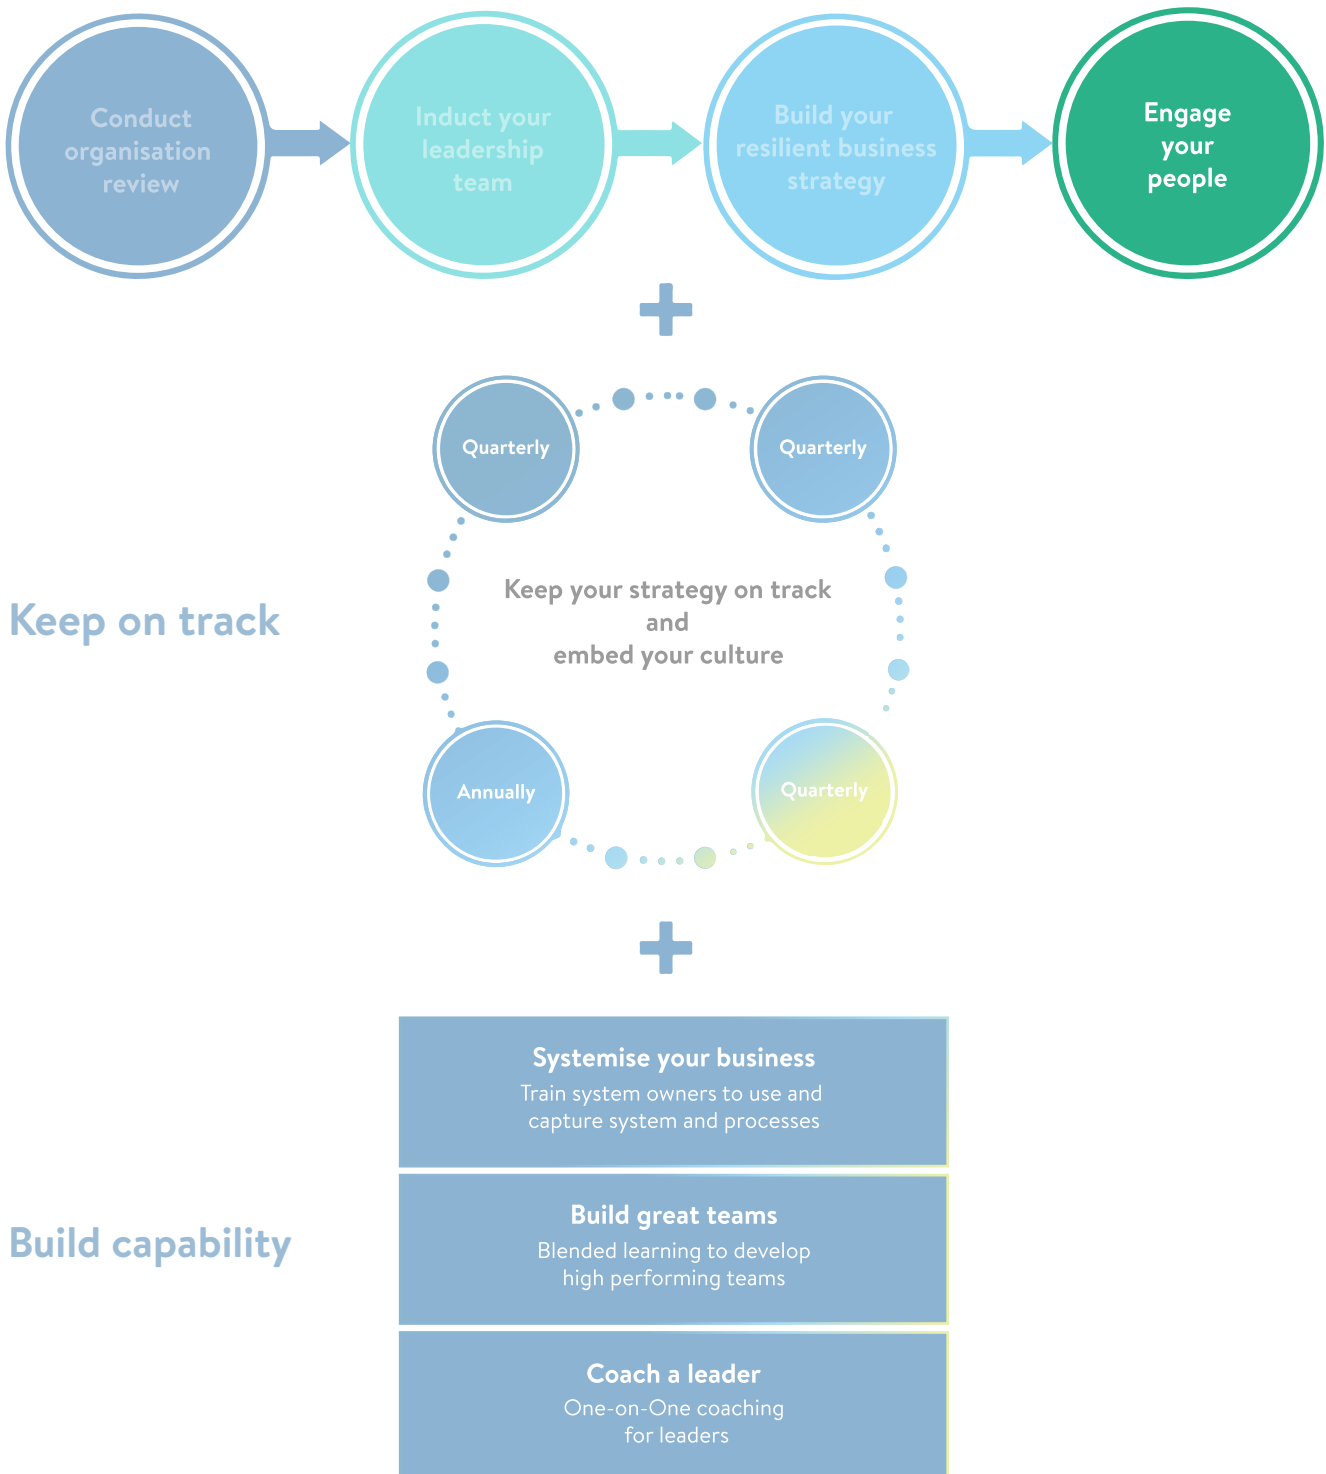 Conduct
organisation
review
Induct your
leadership
team
Build your
resilient business
strategy
Engage
your
people
Quarterly
Quarterly
Keep your strategy on track
and
embed your culture
Keep on track
Annually
Quarterly
Systemise your business
Train system owners to use and
capture system and processes
Build great teams
Blended learning to develop
high performing teams
Build capability
Coach a leader
One-on-One coaching
for leaders